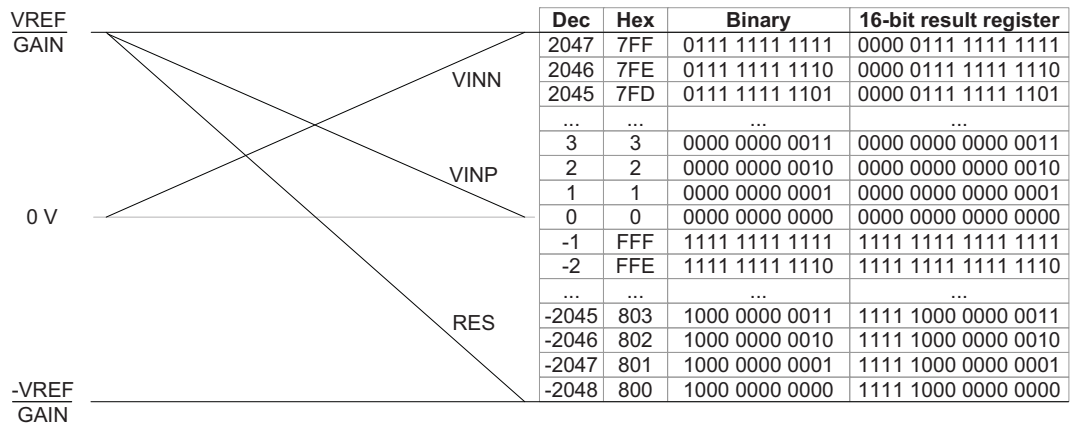 VREF
GAIN
VINN
VINP
0 V
RES
-VREF
GAIN
Dec Hex Binary 16-bit result register
2047 7FF 0111 1111 1111 0000 0111 1111 1111
2046 7FE 0111 1111 1110 0000 0111 1111 1110
2045 7FD 0111 1111 1101 0000 0111 1111 1101
... ... ... ...
3 3 0000 0000 0011 0000 0000 0000 0011
2 2 0000 0000 0010 0000 0000 0000 0010
1 1 0000 0000 0001 0000 0000 0000 0001
0 0 0000 0000 0000 0000 0000 0000 0000
-1 FFF 1111 1111 1111 1111 1111 1111 1111
-2 FFE 1111 1111 1110 1111 1111 1111 1110
... ... ... ...
-2045 803 1000 0000 0011 1111 1000 0000 0011
-2046 802 1000 0000 0010 1111 1000 0000 0010
-2047 801 1000 0000 0001 1111 1000 0000 0001
-2048 800 1000 0000 0000 1111 1000 0000 0000